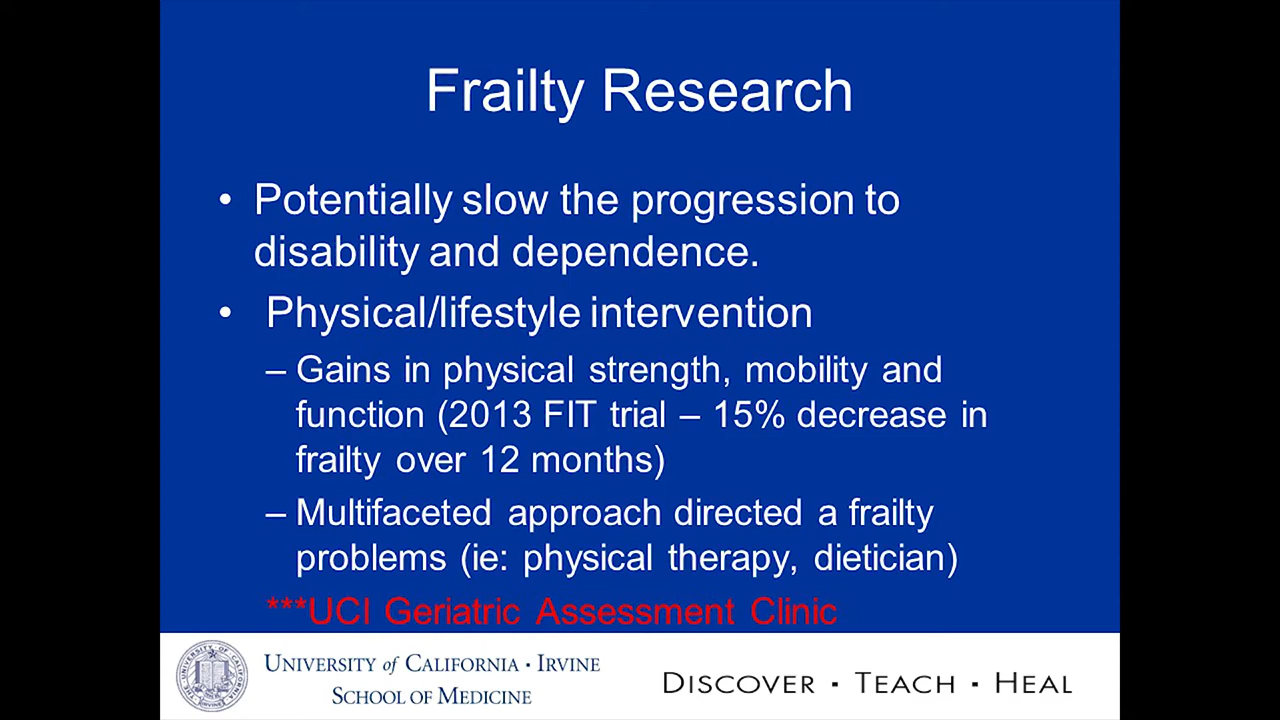 Frailty Research
• Potentially slow the progression to
disability and dependence.
• Physical/lifestyle intervention
– Gains in physical strength, mobility and
function (2013 FIT trial – 15% decrease in
frailty over 12 months)
– Multifaceted approach directed a frailty
problems (ie: physical therapy, dietician)
***UCI Geriatric Assessment Clinic
UNIVERSITY of CALIFORNIA · IRVINE
SCHOOL OF MEDICINE
DISCOVER · TEACH · HEAL